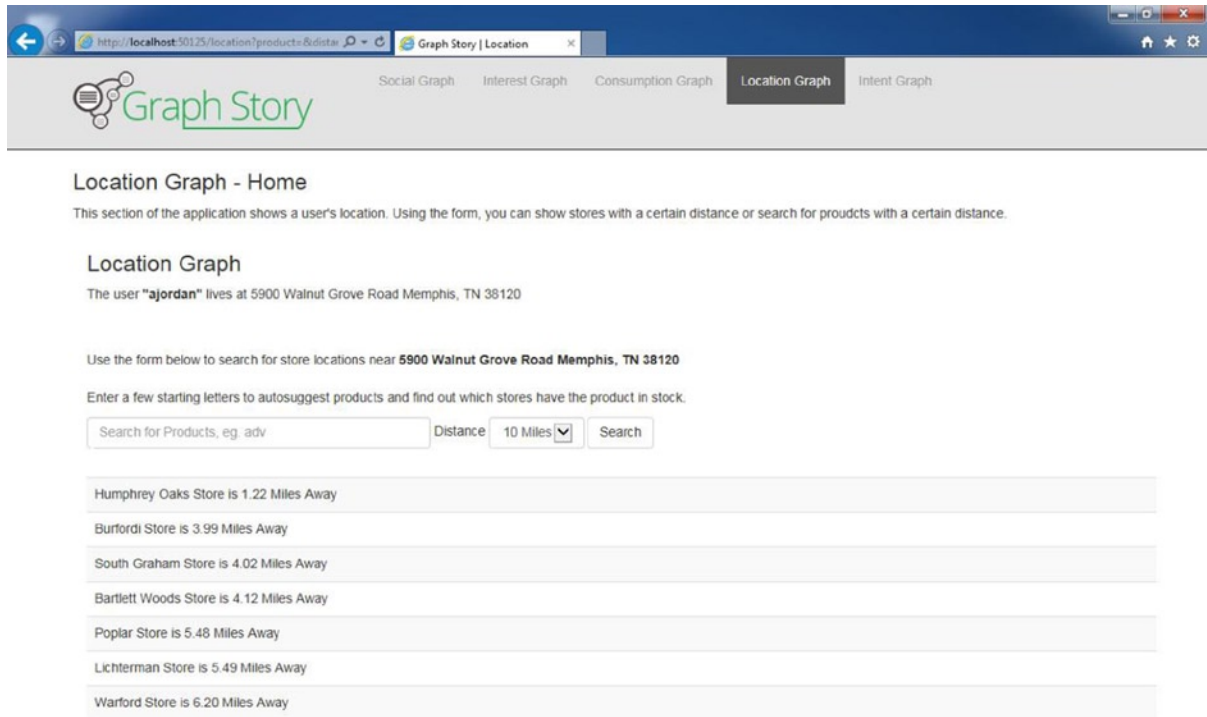 http://localhost:50125/location?product=&distar
Graph Story | Location
Graph Story
Social Graph
Interest Graph
Consumption Graph
Location Graph
Intent Graph
Location Graph - Home
This section of the application shows a user's location. Using the form, you can show stores with a certain distance or search for proudcts with a certain distance.
Location Graph
The user "ajordan" lives at 5900 Walnut Grove Road Memphis, TN 38120
Use the form below to search for store locations near 5900 Walnut Grove Road Memphis, TN 38120
Enter a few starting letters to autosuggest products and find out which stores have the product in stock.
Search for Products, eg. adv
Distance
10 Miles
Search
Humphrey Oaks Store is 1.22 Miles Away
Burfordi Store is 3.99 Miles Away
South Graham Store is 4.02 Miles Away
Bartlett Woods Store is 4.12 Miles Away
Poplar Store is 5.48 Miles Away
Lichterman Store is 5.49 Miles Away
Warford Store is 6.20 Miles Away